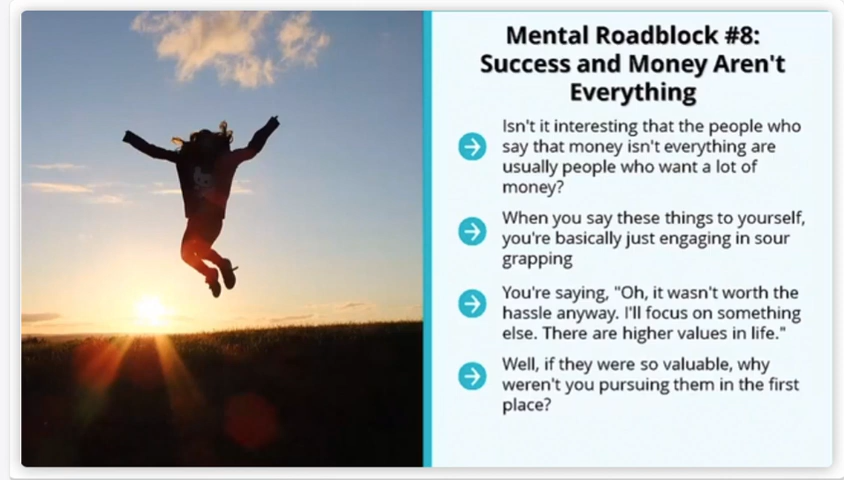 Mental Roadblock #8:
Success and Money Aren't
Everything
Isn't it interesting that the people who
say that money isn't everything are
usually people who want a lot of
money?
When you say these things to yourself,
you're basically just engaging in sour
grapping
You're saying, "Oh, it wasn't worth the
hassle anyway. I'll focus on something
else. There are higher values in life."
Well, if they were so valuable, why
weren't you pursuing them in the first
place?